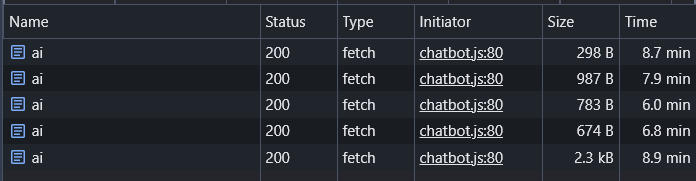 Name Status Type Initiator Size Time
ai 200 fetch chatbot.js:80 298 B 8.7 min
ai 200 fetch chatbot.js:80 987 B 7.9 min
ai 200 fetch chatbot.js:80 783 B 6.0 min
ai 200 fetch chatbot.js:80 674 B 6.8 min
ai 200 fetch chatbot.js:80 2.3 kB 8.9 min